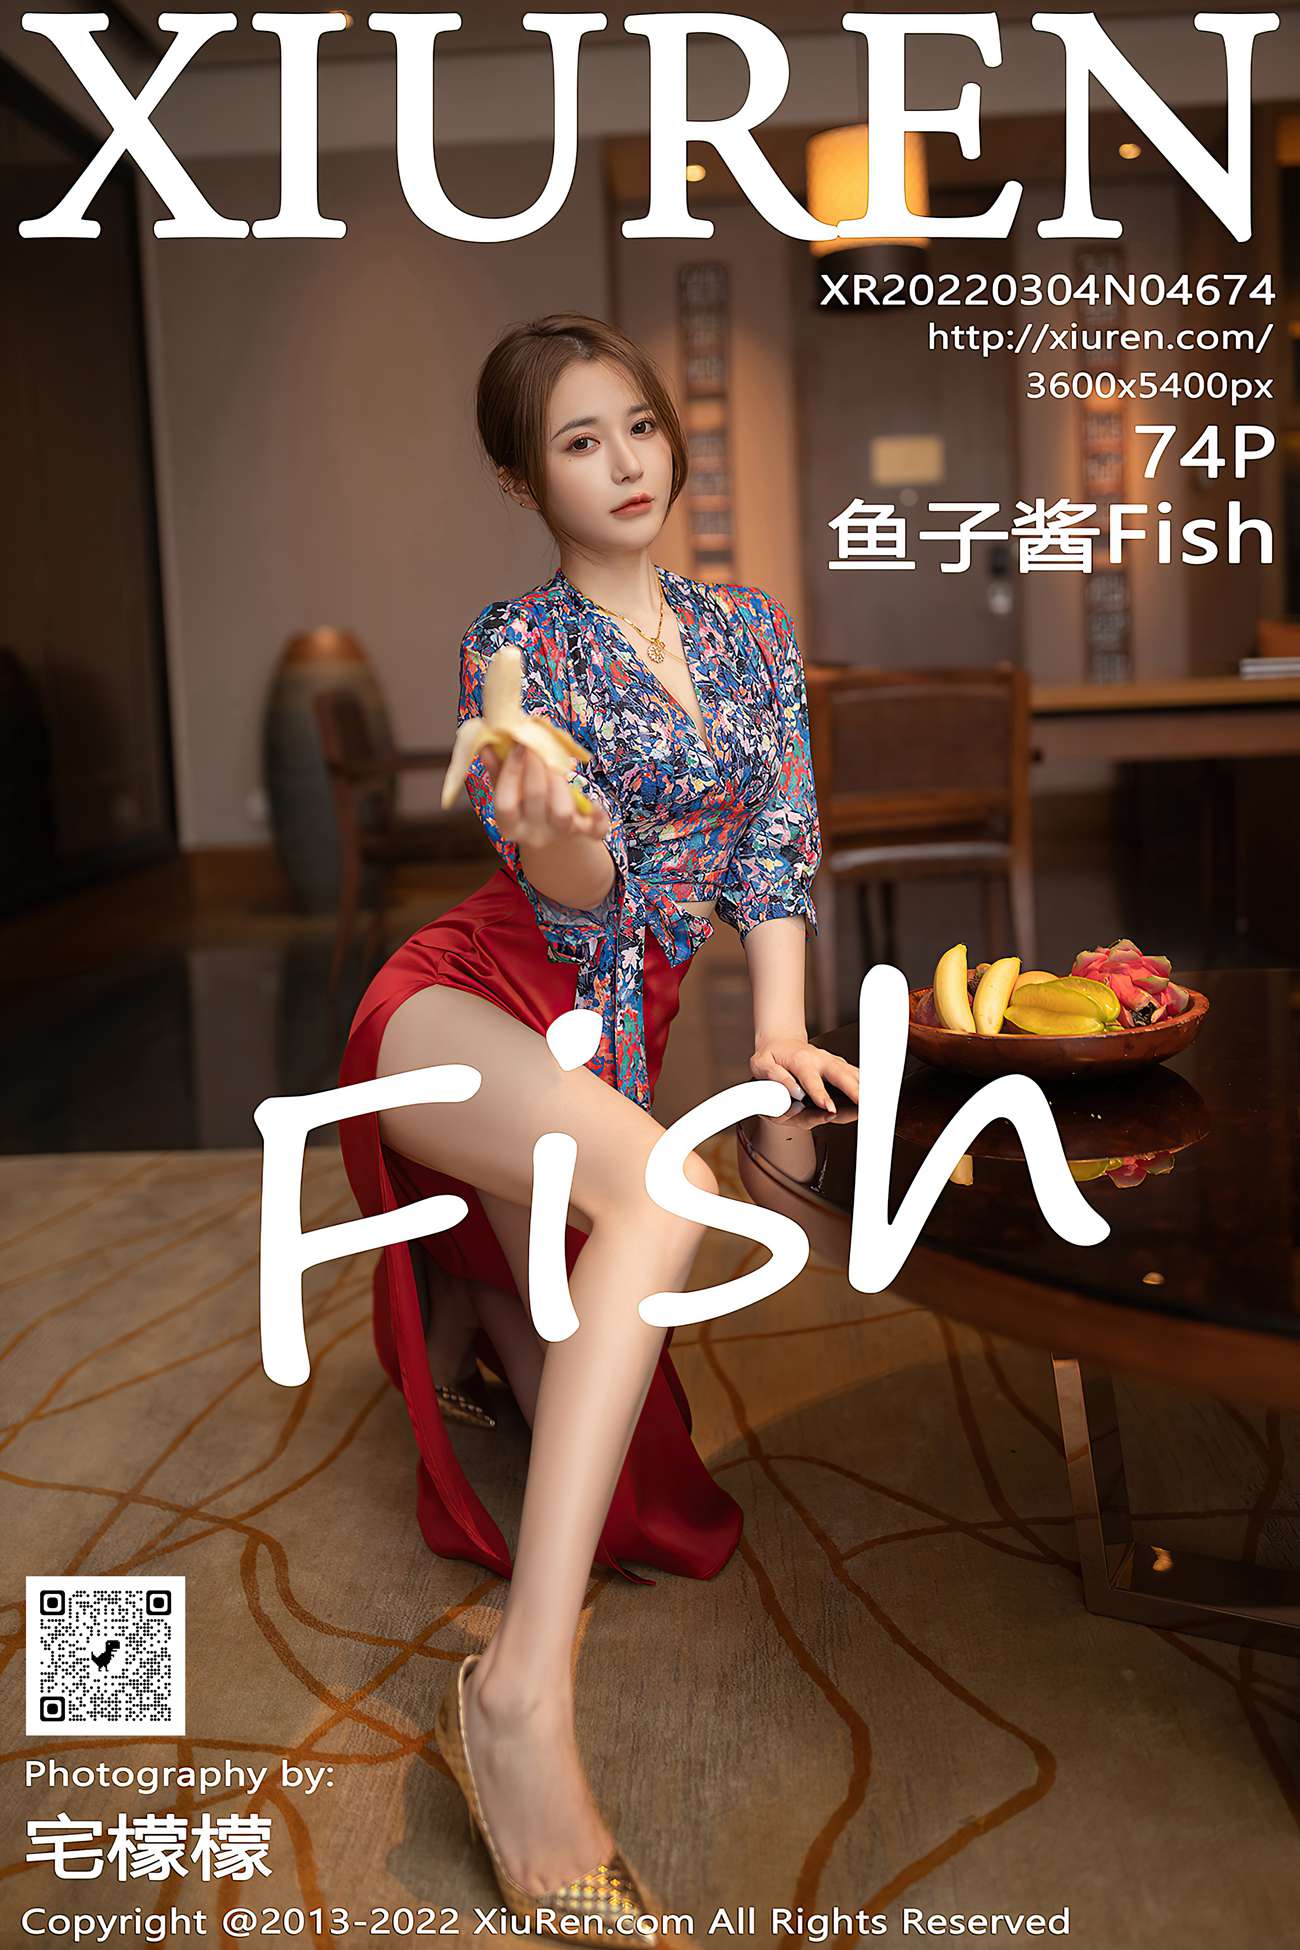 XIUREN
XR20220304N04674
http://xiuren.com/
3600x5400px
74P
鱼子酱Fish
Fish
Photography by:
宅檬檬
Copyright @2013-2022 XiuRen.com All Rights Reserved